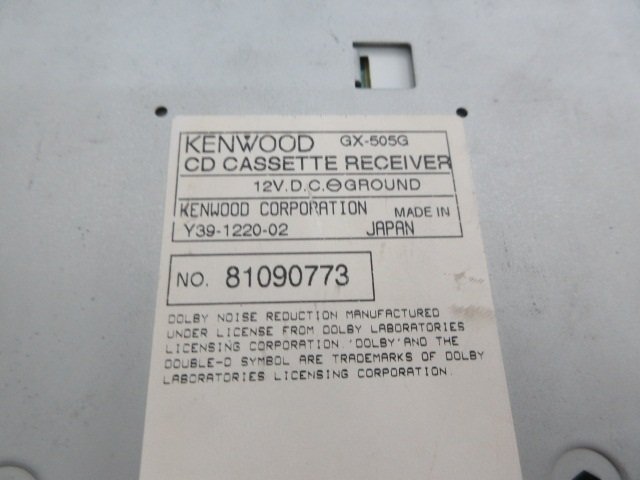 KENWOOD GX-505G
CD CASSETTE RECEIVER
12V.D.C.⊖GROUND
KENWOOD CORPORATION MADE IN
Y39-1220-02 JAPAN
NO. 81090773
DOLBY NOISE REDUCTION MANUFACTURED
UNDER LICENSE FROM DOLBY LABORATORIES
LICENSING CORPORATION. 'DOLBY'AND THE
DOUBLE-D SYMBOL ARE TRADEMARKS OF DOLBY
LABORATORIES LICENSING CORPORATION.